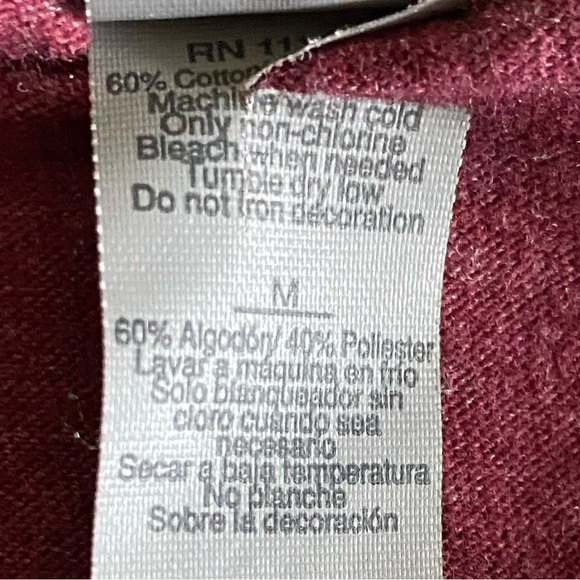 RN 11
60% Cotton
Machine wash cold
Only non-chlorine
Bleach when needed
Tumble dry low
Do not iron decoration
M
60% Algodón/ 40% Poliester
Lavar a maquina en frio
Solo blanqueador sin
cloro cuando sea
necesario
Secar a baja temperatura
No planche
Sobre la decoración